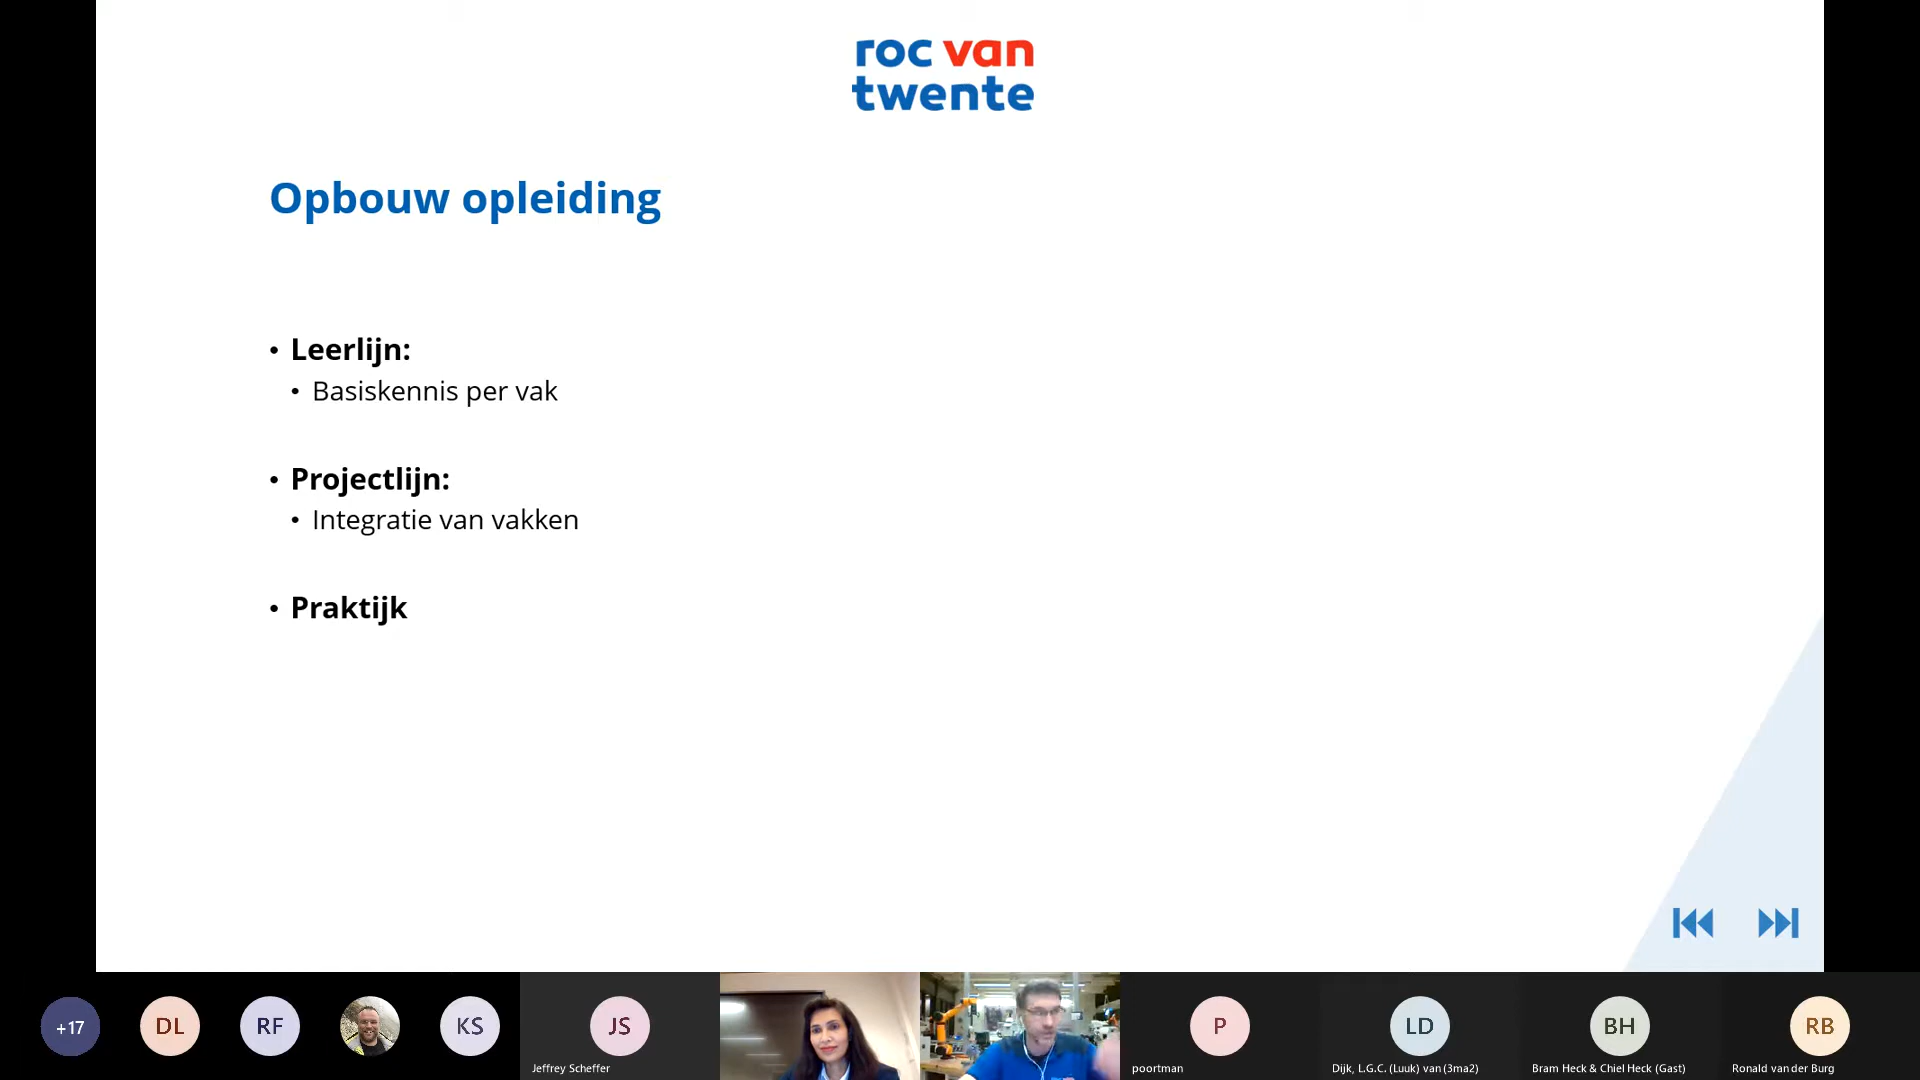 roc van
twente
Opbouw opleiding
• Leerlijn:
• Basiskennis per vak
• Projectlijn:
• Integratie van vakken
• Praktijk
+17
DL
RF
KS
JS
P
LD
BH
RB
Jeffrey Scheffer
poortman
Dijk, L.G.C. (Luuk) van (3ma2)
Bram Heck & Chiel Heck (Gast)
Ronald van der Burg